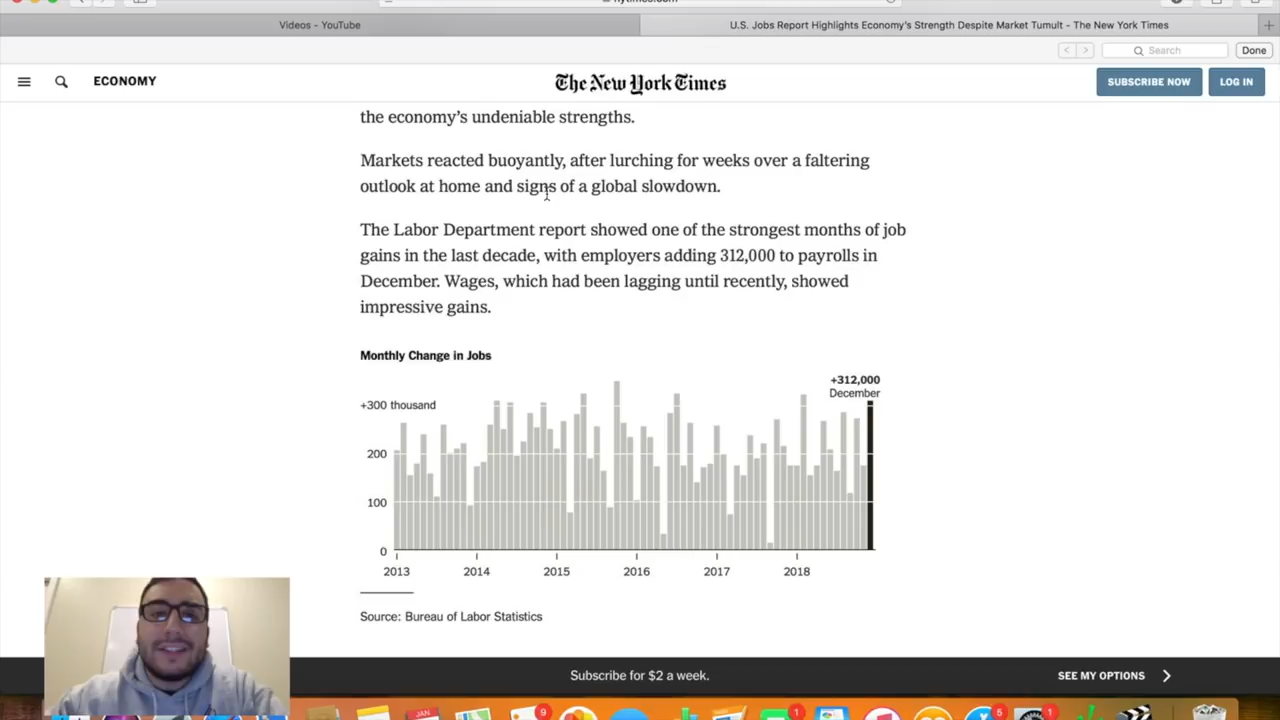 Videos - YouTube
U.S. Jobs Report Highlights Economy's Strength Despite Market Tumult - The New York Times
Search
Done
ECONOMY
The New York Times
SUBSCRIBE NOW
LOG IN
the economy's undeniable strengths.
Markets reacted buoyantly, after lurching for weeks over a faltering
outlook at home and signs of a global slowdown.
The Labor Department report showed one of the strongest months of job
gains in the last decade, with employers adding 312,000 to payrolls in
December. Wages, which had been lagging until recently, showed
impressive gains.
Monthly Change in Jobs
+312,000
December
+300 thousand
200
100
0
2013
2014
2015
2016
2017
2018
Source: Bureau of Labor Statistics
Subscribe for $2 a week.
SEE MY OPTIONS
JAN
9
1
5
1